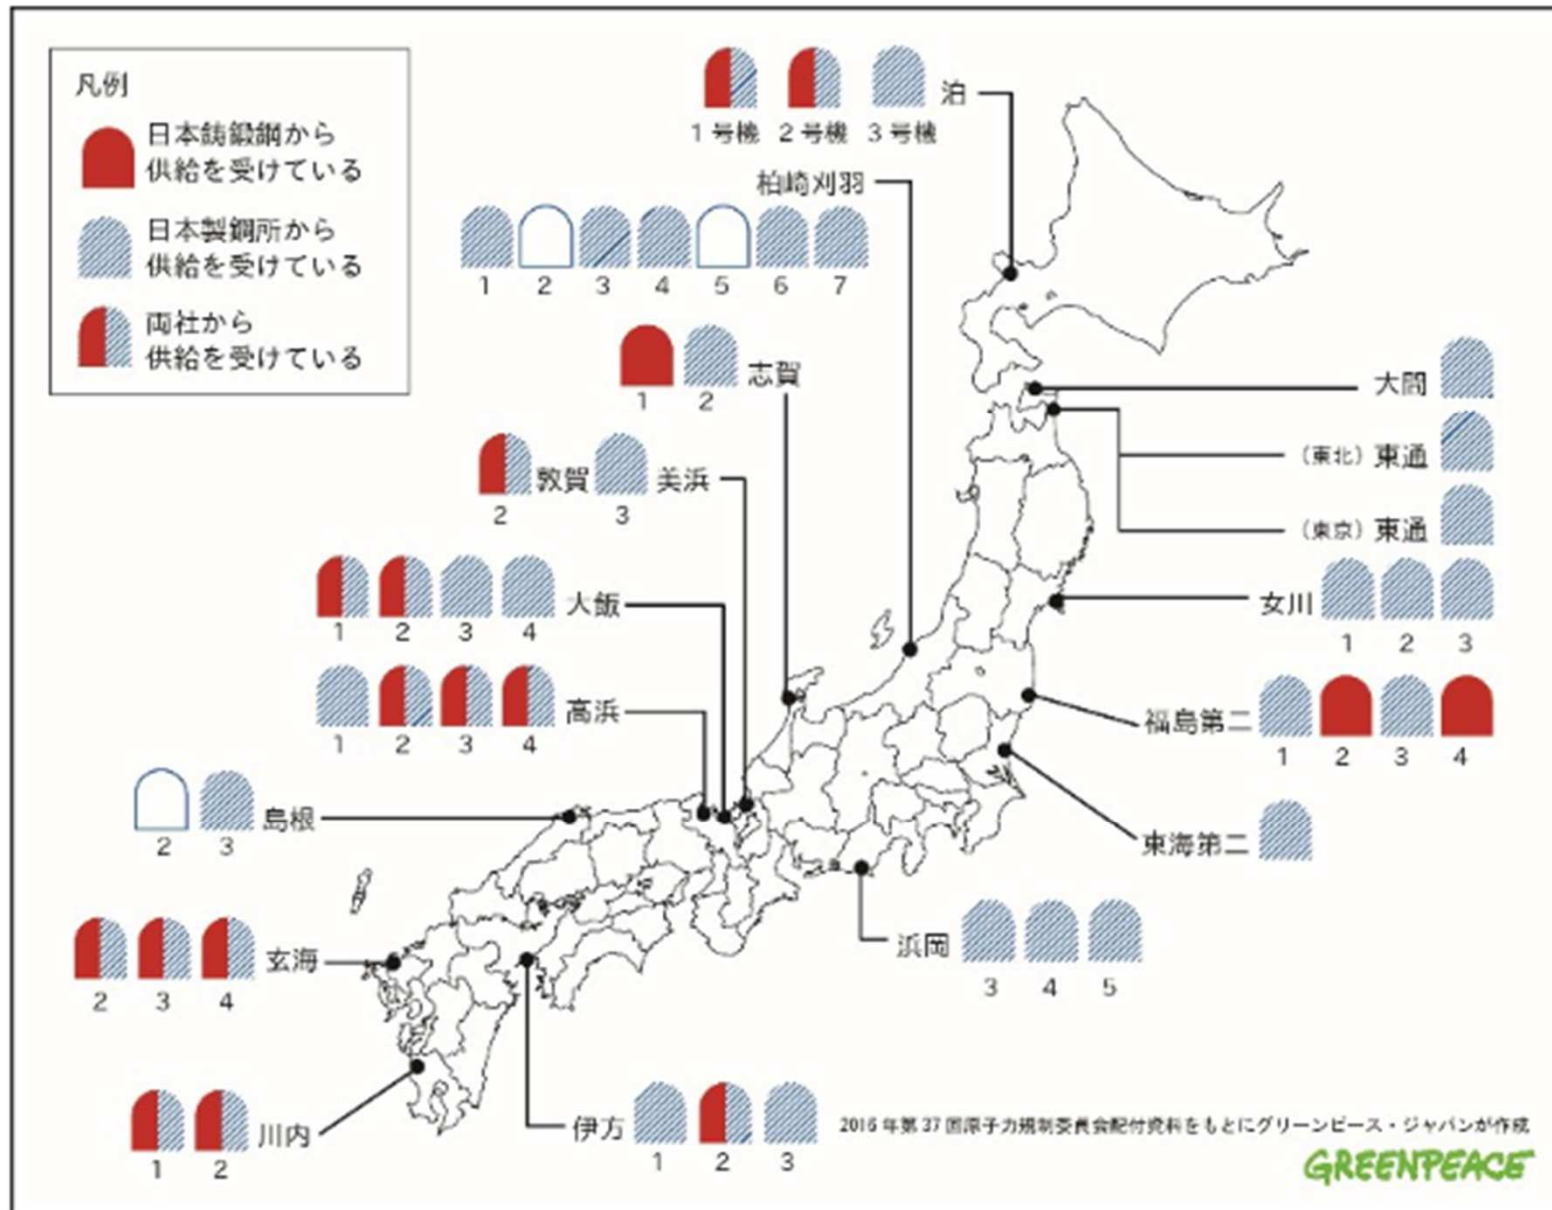 凡例
日本鋳鍛鋼から
供給を受けている
日本製鋼所から
供給を受けている
両社から
供給を受けている
泊
1号機 2号機 3号機
柏崎刈羽
1 2 3 4 5 6 7
志賀
1 2
敦賀
2
美浜
3
大飯
1 2 3 4
高浜
1 2 3 4
島根
2 3
玄海
2 3 4
川内
1 2
伊方
1 2 3
大間
（東北）東通
（東京）東通
女川
1 2 3
福島第二
1 2 3 4
東海第二
浜岡
3 4 5
2016年第37回原子力規制委員会配付資料をもとにグリーンピース・ジャパンが作成
GREENPEACE